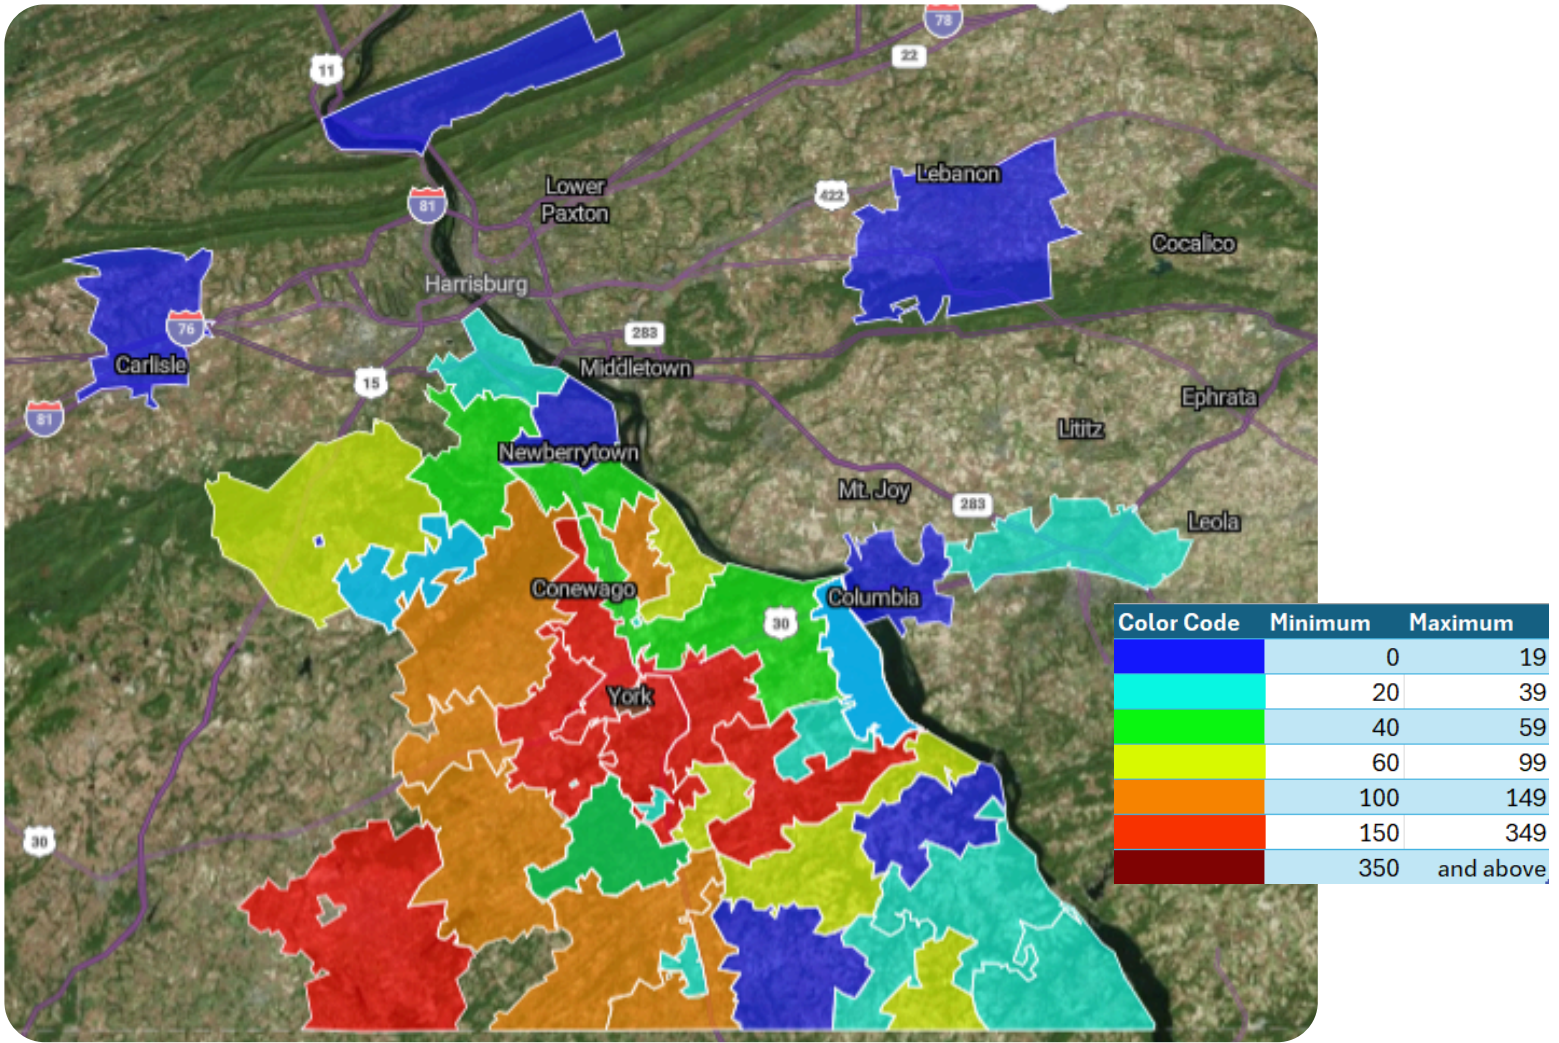 78
22
11
Lower
Paxton
81
422
Lebanon
Cocalico
Harrisburg
76
283
Carlisle
15
Middletown
81
Ephrata
Lititz
Newberrytown
Mt. Joy
283
Leola
Conewago
Columbia
30
York
30
Color Code Minimum Maximum
0 19
20 39
40 59
60 99
100 149
150 349
350 and above